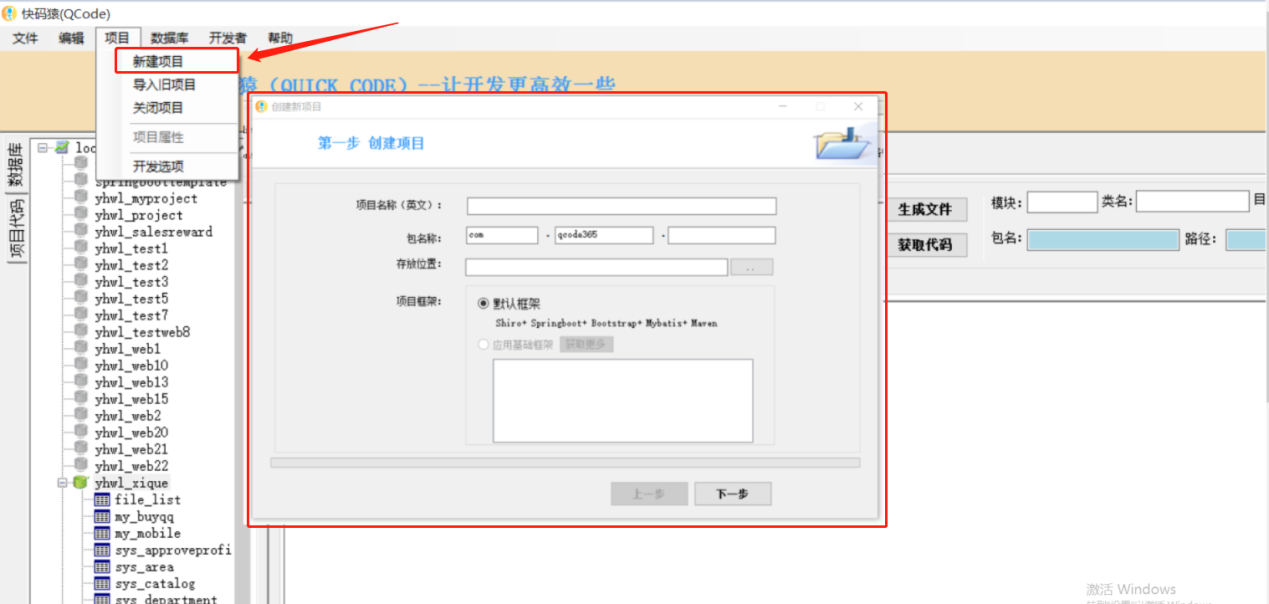 快码猿(QCode)
文件 编辑 项目 数据库 开发者 帮助
新建项目
导入旧项目
关闭项目
项目属性
开发选项
猿 (QUICK CODE)--让开发更高效一些
创建新项目
第一步 创建项目
项目名称(英文):
包名称: com . qcode365 .
存放位置: ..
项目框架: 默认框架
Shiro+ Springboot+ Bootstrap+ Mybatis+ Maven
应用基础框架 获取更多
上一步 下一步
生成文件 模块: 类名: 目
获取代码 包名: 路径:
数据库
项目代码
loc
springboottemplate
yhwl_myproject
yhwl_project
yhwl_salesreward
yhwl_test1
yhwl_test2
yhwl_test3
yhwl_test5
yhwl_test7
yhwl_testweb8
yhwl_web1
yhwl_web10
yhwl_web13
yhwl_web15
yhwl_web2
yhwl_web20
yhwl_web21
yhwl_web22
yhwl_xique
file_list
my_buyqq
my_mobile
sys_approveprofi
sys_area
sys_catalog
sys_department
激活 Windows